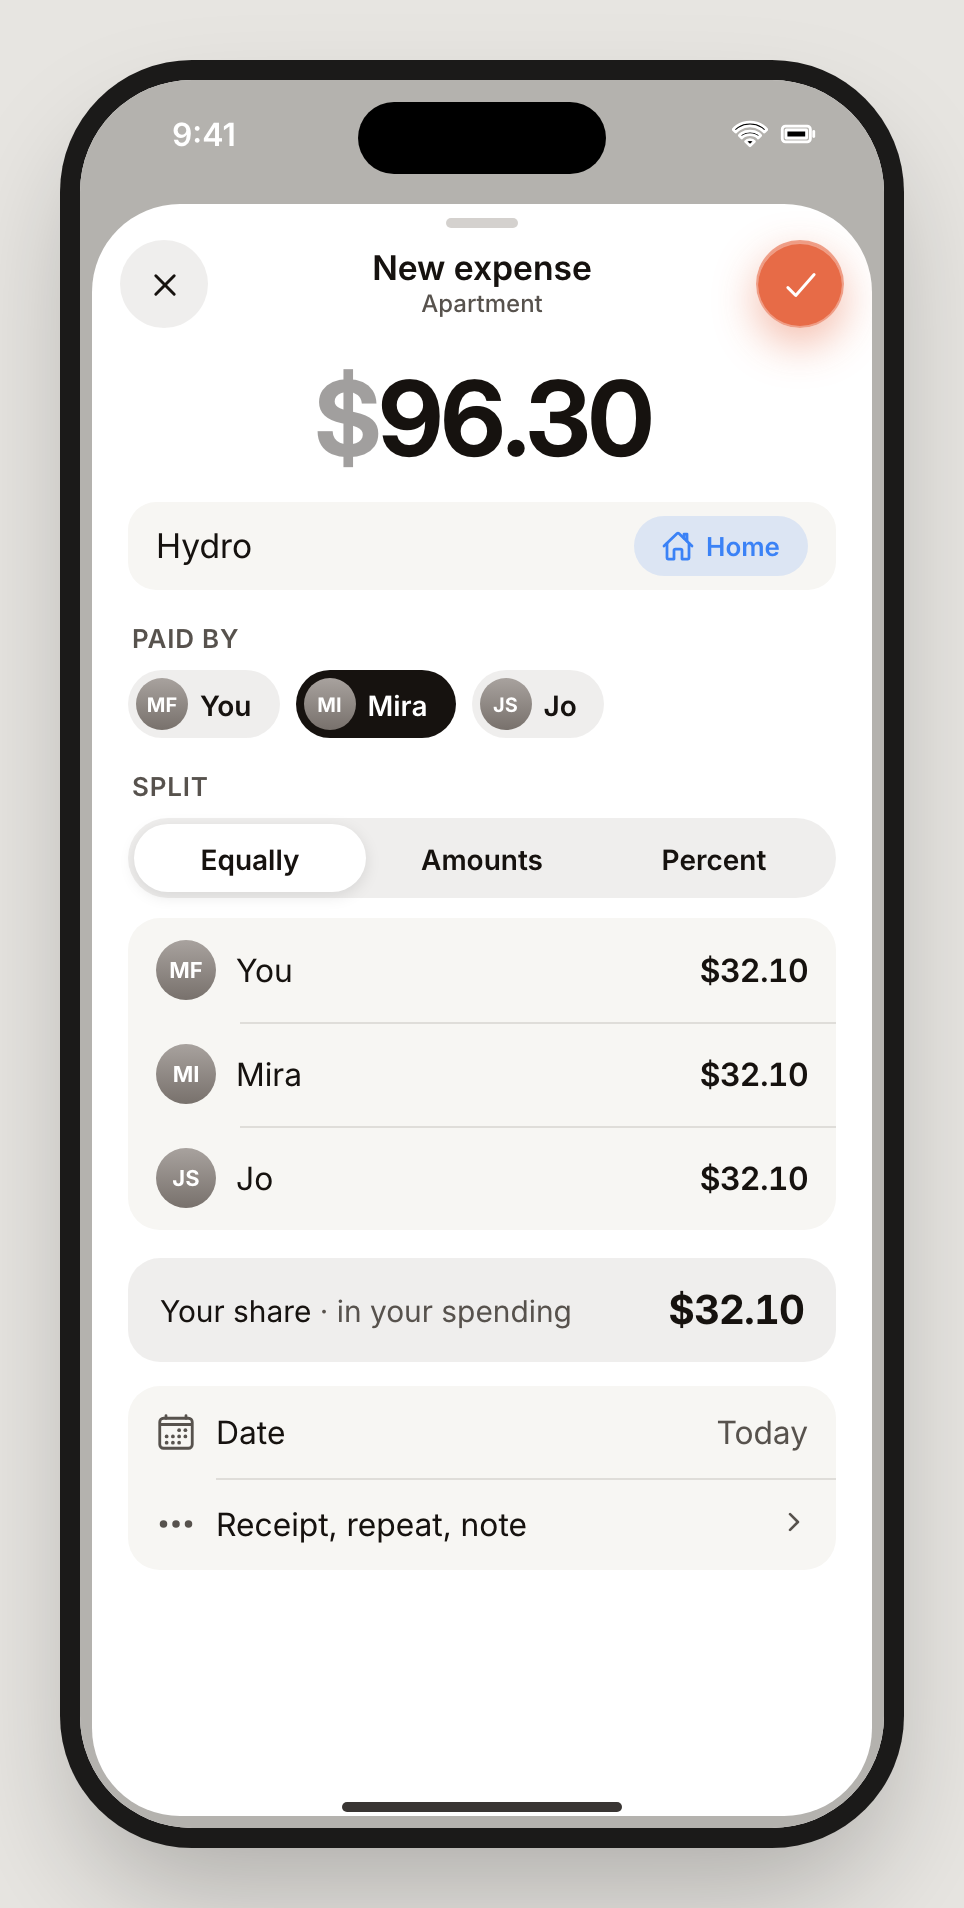 9:41
New expense
Apartment
$96.30
Hydro Home
PAID BY
MF You MI Mira JS Jo
SPLIT
Equally Amounts Percent
MF You $32.10
MI Mira $32.10
JS Jo $32.10
Your share · in your spending $32.10
Date Today
Receipt, repeat, note